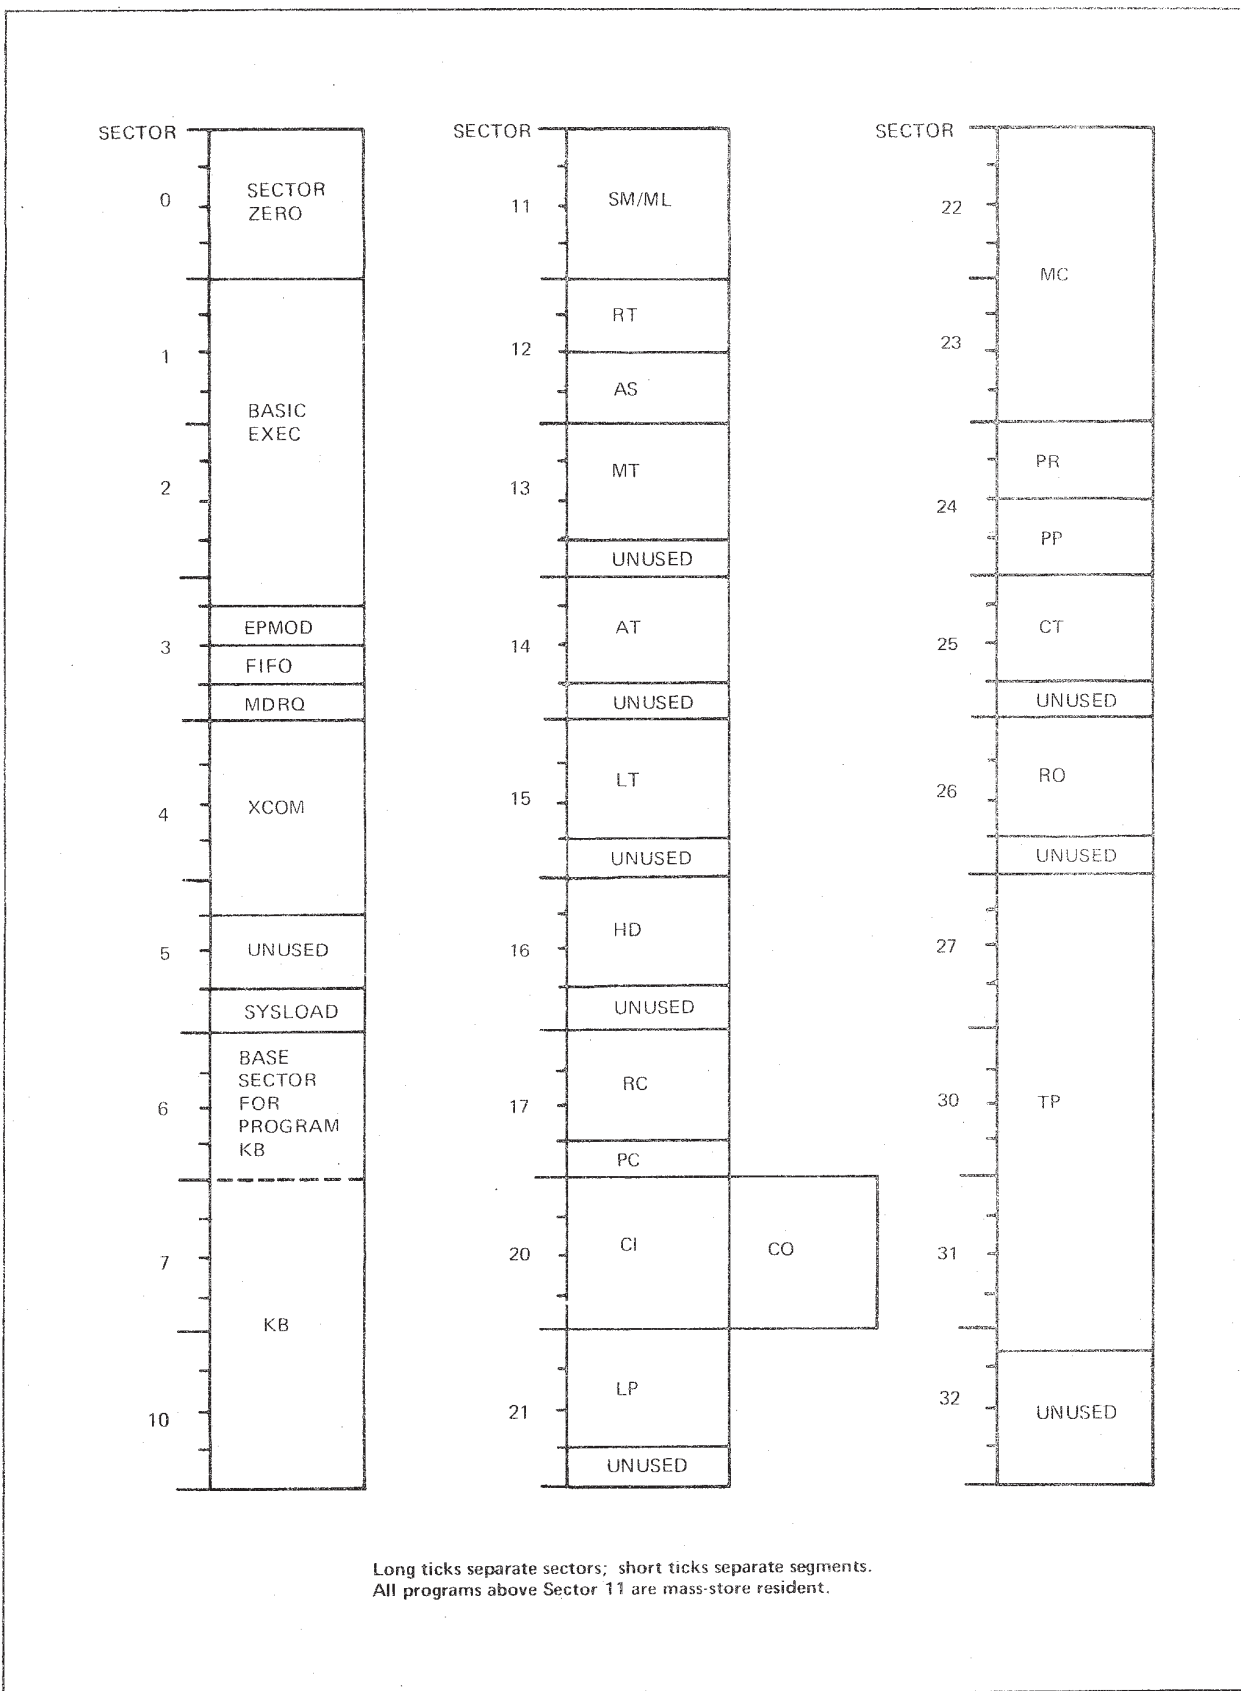 SECTOR
0
SECTOR
ZERO
1
BASIC
EXEC
2
3
EPMOD
FIFO
MDRQ
4
XCOM
5
UNUSED
SYSLOAD
6
BASE
SECTOR
FOR
PROGRAM
KB
7
KB
10
SECTOR
11
SM/ML
12
RT
AS
13
MT
UNUSED
14
AT
UNUSED
15
LT
UNUSED
16
HD
UNUSED
17
RC
PC
20
CI
CO
21
LP
UNUSED
SECTOR
22
MC
23
PR
24
PP
25
CT
UNUSED
26
RO
UNUSED
27
30
TP
31
32
UNUSED
Long ticks separate sectors; short ticks separate segments.
All programs above Sector 11 are mass-store resident.